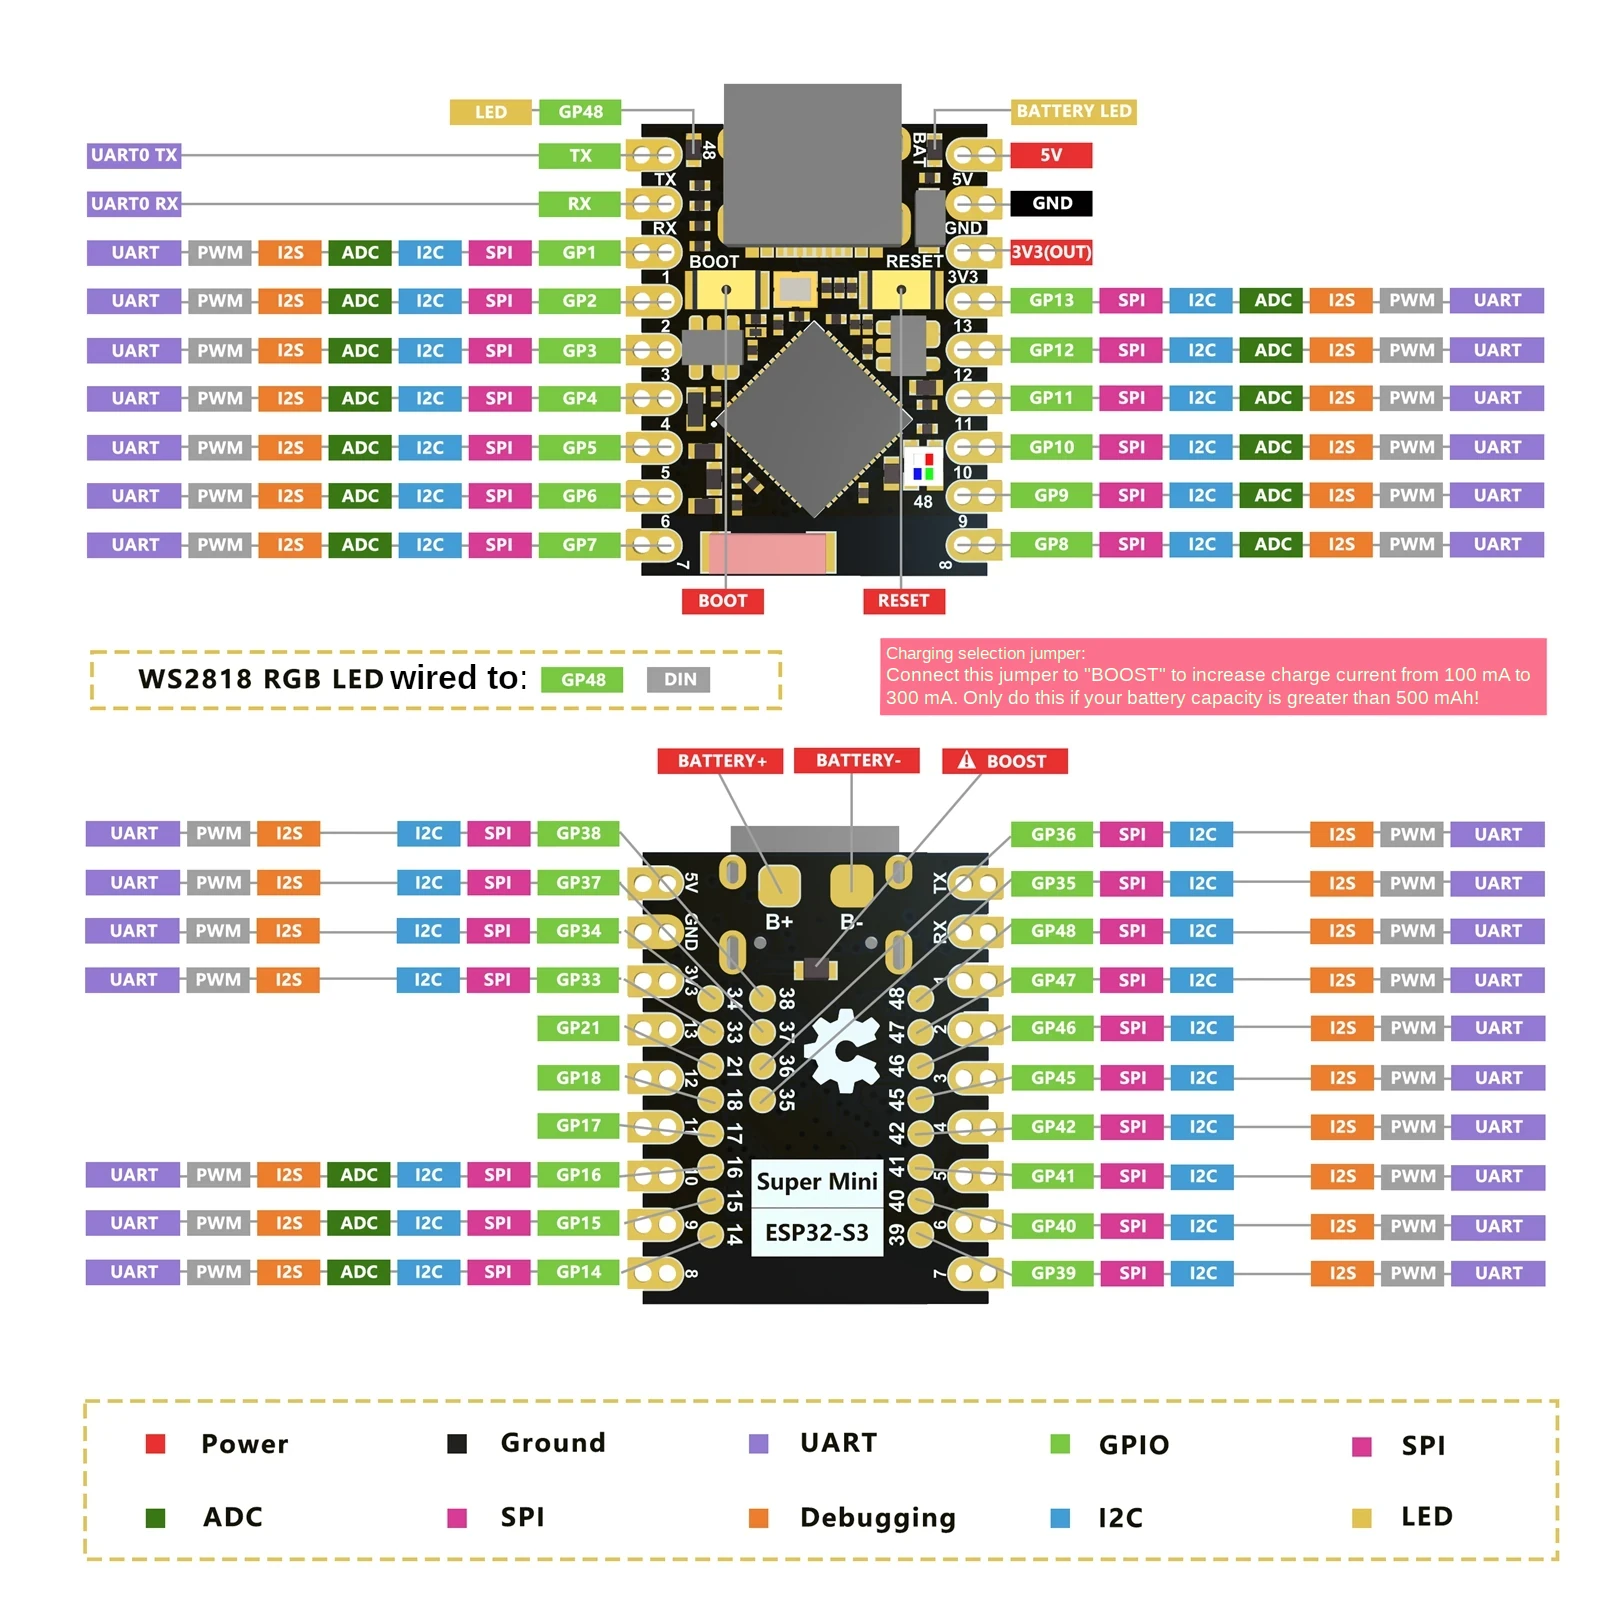 LED GP48 BATTERY LED
UART0 TX TX 48 BAT 5V
TX 5V
UART0 RX RX GND
RX GND
UART PWM I2S ADC I2C SPI GP1 3V3(OUT)
BOOT RESET
1 3V3
UART PWM I2S ADC I2C SPI GP2 GP13 SPI I2C ADC I2S PWM UART
2 13
UART PWM I2S ADC I2C SPI GP3 GP12 SPI I2C ADC I2S PWM UART
3 12
UART PWM I2S ADC I2C SPI GP4 GP11 SPI I2C ADC I2S PWM UART
4 11
UART PWM I2S ADC I2C SPI GP5 GP10 SPI I2C ADC I2S PWM UART
5 10
UART PWM I2S ADC I2C SPI GP6 48 GP9 SPI I2C ADC I2S PWM UART
6 9
UART PWM I2S ADC I2C SPI GP7 GP8 SPI I2C ADC I2S PWM UART
7 8
BOOT RESET
WS2818 RGB LED wired to: GP48 DIN
Charging selection jumper:
Connect this jumper to "BOOST" to increase charge current from 100 mA to
300 mA. Only do this if your battery capacity is greater than 500 mAh!
BATTERY+ BATTERY- BOOST
UART PWM I2S I2C SPI GP38 GP36 SPI I2C I2S PWM UART
UART PWM I2S I2C SPI GP37 5V TX GP35 SPI I2C I2S PWM UART
B+ B-
UART PWM I2S I2C SPI GP34 GND RX GP48 SPI I2C I2S PWM UART
UART PWM I2S I2C SPI GP33 3V3 34 38 48 1 GP47 SPI I2C I2S PWM UART
GP21 13 33 37 47 2 GP46 SPI I2C I2S PWM UART
21 36 46
GP18 12 18 35 45 3 GP45 SPI I2C I2S PWM UART
GP17 11 17 42 4 GP42 SPI I2C I2S PWM UART
UART PWM I2S ADC I2C SPI GP16 10 16 Super Mini 41 5 GP41 SPI I2C I2S PWM UART
UART PWM I2S ADC I2C SPI GP15 9 15 40 6 GP40 SPI I2C I2S PWM UART
14 ESP32-S3 39
UART PWM I2S ADC I2C SPI GP14 8 7 GP39 SPI I2C I2S PWM UART
Power Ground UART GPIO SPI
ADC SPI Debugging I2C LED